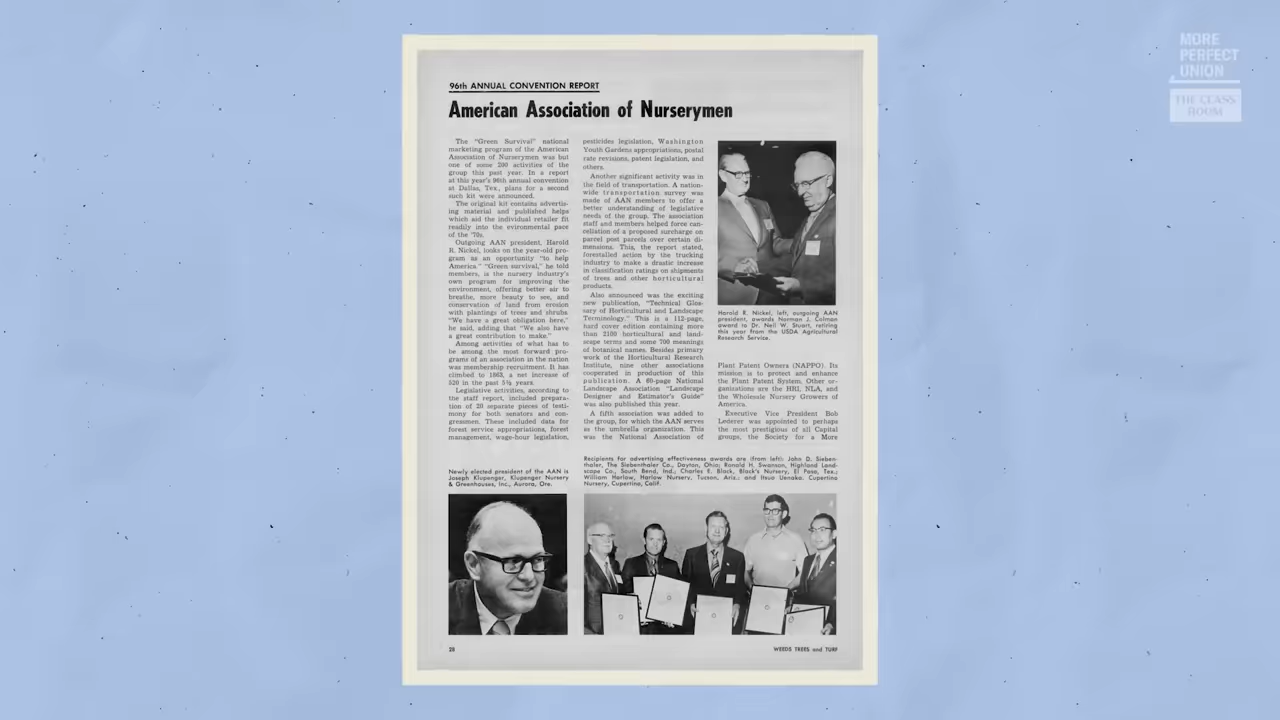 MORE
PERFECT
UNION
THE CLASS
ROOM
96th ANNUAL CONVENTION REPORT
American Association of Nurserymen
The "Green Survival" national
marketing program of the American
Association of Nurserymen was but
one of some 200 activities of the
group this past year. In a report
at this year's 96th annual convention
at Dallas, Tex., plans for a second
such kit were announced.
The original kit contains advertis-
ing material and published helps
which aid the individual retailer fit
readily into the evironmental pace
of the '70s.
Outgoing AAN president, Harold
R. Nickel, looks on the year-old pro-
gram as an opportunity "to help
America." "Green survival," he told
members, is the nursery industry's
own program for improving the
environment, offering better air to
breathe, more beauty to see, and
conservation of land from erosion
with plantings of trees and shrubs.
"We have a great obligation here,"
he said, adding that "We also have
a great contribution to make."
Among activities of what has to
be among the most forward pro-
grams of an association in the nation
was membership recruitment. It has
climbed to 1863, a net increase of
520 in the past 5½ years.
Legislative activities, according to
the staff report, included prepara-
tion of 20 separate pieces of testi-
mony for both senators and con-
gressmen. These included data for
forest service appropriations, forest
management, wage-hour legislation,
pesticides legislation, Washington
Youth Gardens appropriations, postal
rate revisions, patent legislation, and
others.
Another significant activity was in
the field of transportation. A nation-
wide transportation survey was
made of AAN members to offer a
better understanding of legislative
needs of the group. The association
staff and members helped force can-
cellation of a proposed surcharge on
parcel post parcels over certain di-
mensions. This, the report stated,
forestalled action by the trucking
industry to make a drastic increase
in classification ratings on shipments
of trees and other horticultural
products.
Also announced was the exciting
new publication, "Technical Glos-
sary of Horticultural and Landscape
Terminology." This is a 112-page,
hard cover edition containing more
than 2100 horticultural and land-
scape terms and some 700 meanings
of botanical names. Besides primary
work of the Horticultural Research
Institute, nine other associations
cooperated in production of this
publication. A 80-page National
Landscape Association "Landscape
Designer and Estimator's Guide"
was also published this year.
A fifth association was added to
the group, for which the AAN serves
as the umbrella organization. This
was the National Association of
Harold R. Nickel, left, outgoing AAN
president, awards Norman J. Colman
award to Dr. Neil W. Stuart, retiring
this year from the USDA Agricultural
Research Service.
Plant Patent Owners (NAPPO). Its
mission is to protect and enhance
the Plant Patent System. Other or-
ganizations are the HRI, NLA, and
the Wholesale Nursery Growers of
America.
Executive Vice President Bob
Lederer was appointed to perhaps
the most prestigious of all Capital
groups, the Society for a More
Newly elected president of the AAN is
Joseph Klupenger, Klupenger Nursery
& Greenhouses, Inc., Aurora, Ore.
Recipients for advertising effectiveness awards are (from left): John D. Sieben-
thaler, The Siebenthaler Co., Dayton, Ohio; Ronald H. Swanson, Highland Land-
scape Co., South Bend, Ind.; Charles E. Black, Black's Nursery, El Paso, Tex.;
William Harlow, Harlow Nursery, Tucson, Ariz.; and Itsuo Uenaka, Cupertino
Nursery, Cupertino, Calif.
28
WEEDS TREES and TURF